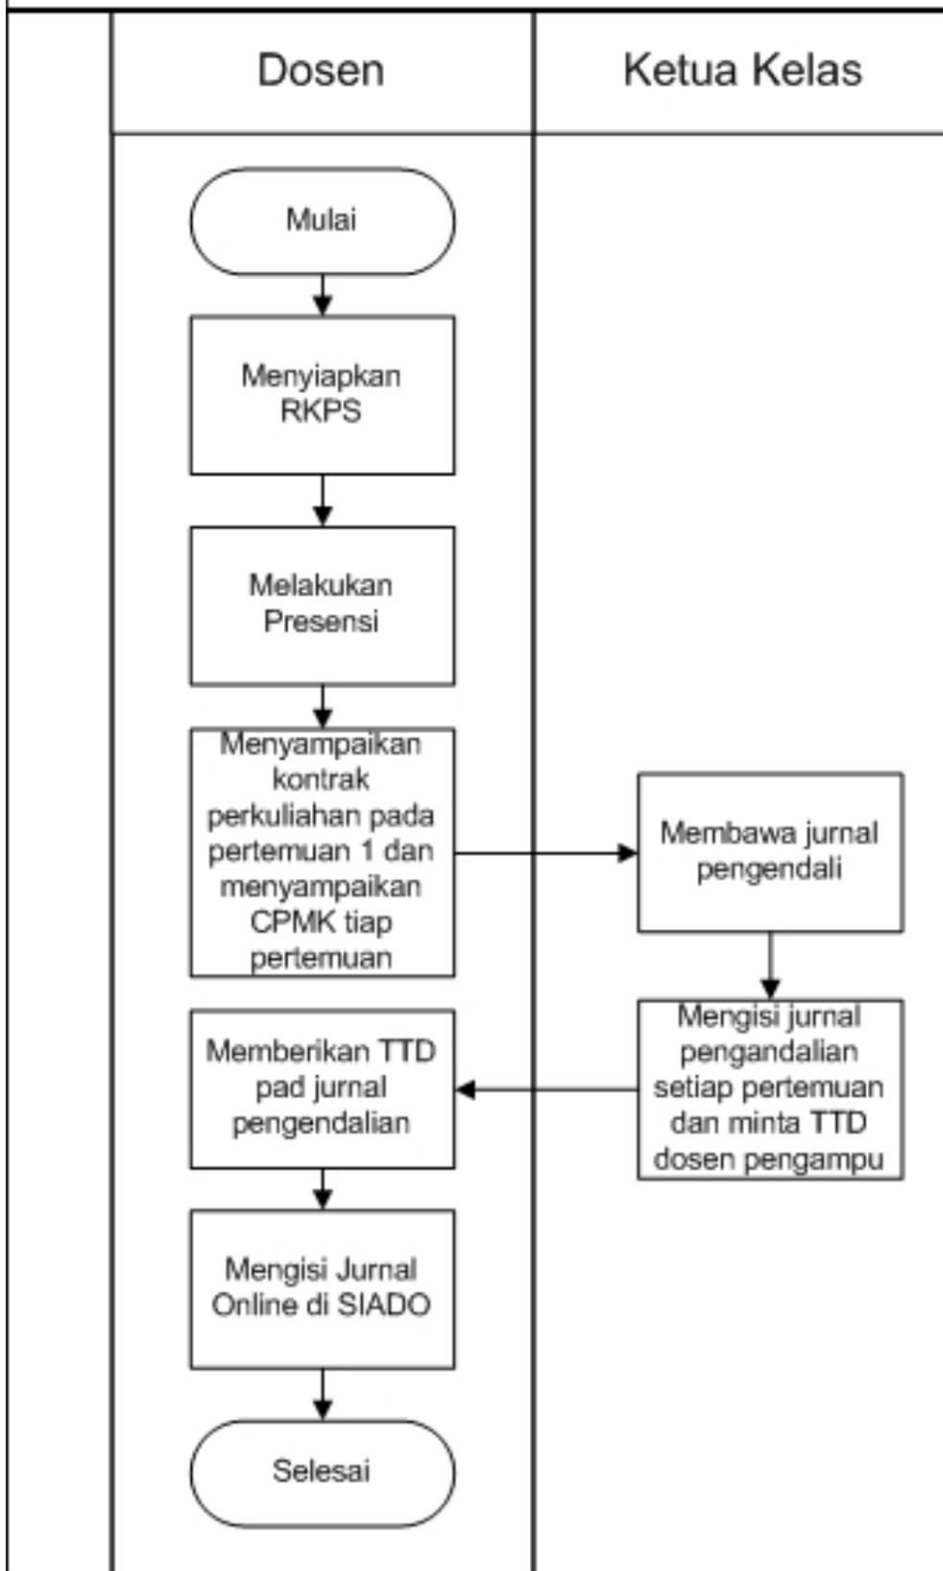 Dosen
Ketua Kelas
Mulai
Menyiapkan
RKPS
Melakukan
Presensi
Menyampaikan
kontrak
perkuliahan pada
pertemuan 1 dan
menyampaikan
CPMK tiap
pertemuan
Membawa jurnal
pengendali
Mengisi jurnal
pengandalian
setiap pertemuan
dan minta TTD
dosen pengampu
Memberikan TTD
pad jurnal
pengendalian
Mengisi Jurnal
Online di SIADO
Selesai